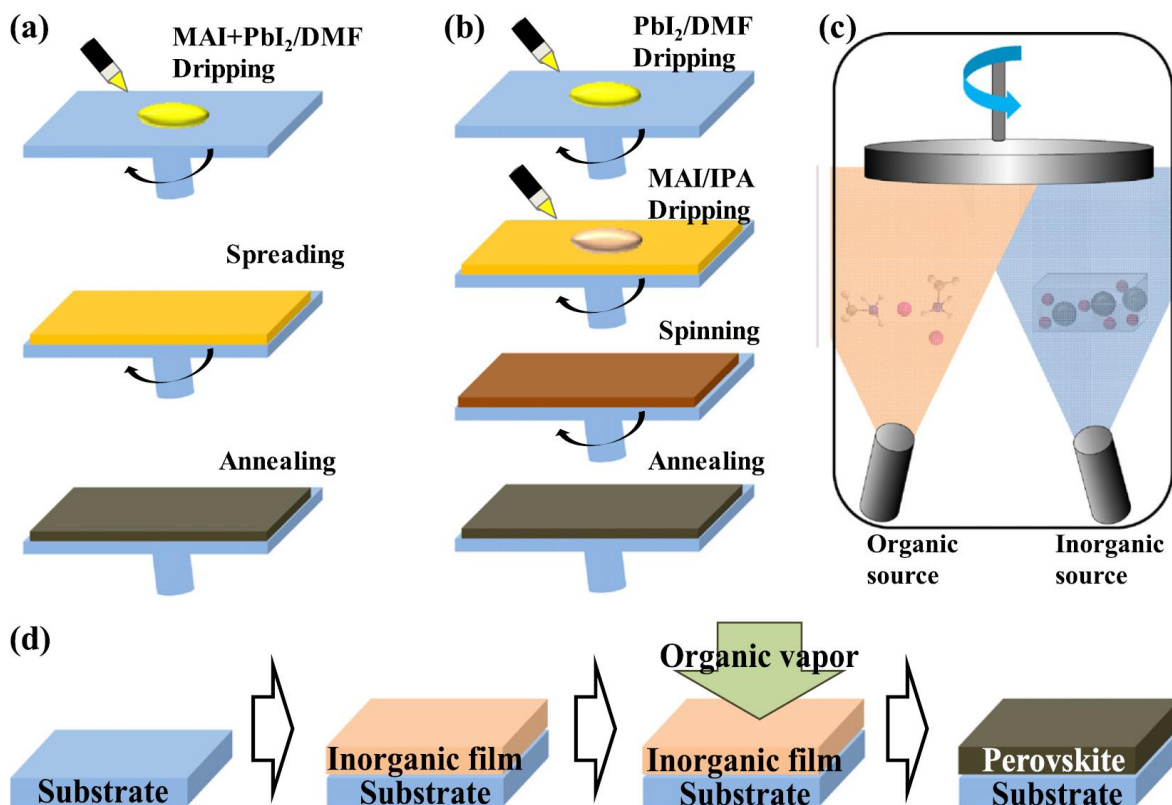 (a)
MAI+PbI₂/DMF
Dripping
Spreading
Annealing
(b)
PbI₂/DMF
Dripping
MAI/IPA
Dripping
Spinning
Annealing
(c)
Organic
source
Inorganic
source
(d)
Substrate
Inorganic film
Substrate
Organic vapor
Inorganic film
Substrate
Perovskite
Substrate